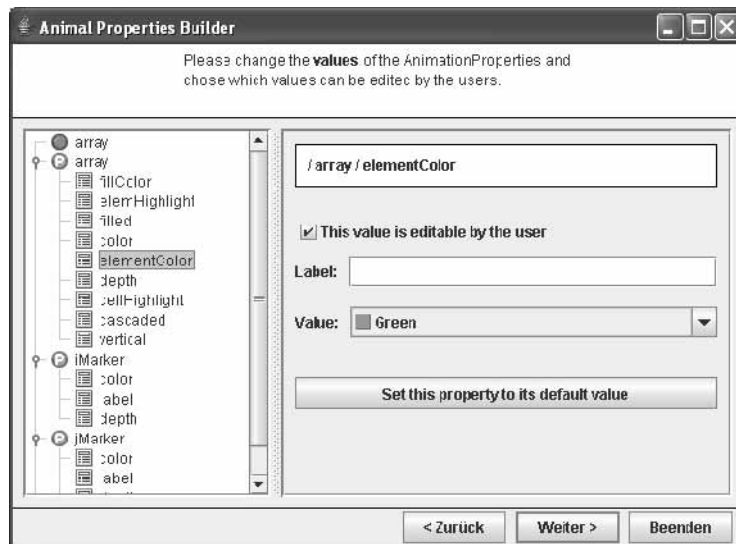 Animal Properties Builder
Please change the values of the AnimationProperties and
chose which values can be edited by the users.
array
array
fillColor
elemHighlight
filled
color
elementColor
depth
cellHighlight
cascaded
vertical
iMarker
color
label
depth
jMarker
color
label
/ array / elementColor
This value is editable by the user
Label:
Value:
Green
Set this property to its default value
< Zurück
Weiter >
Beenden